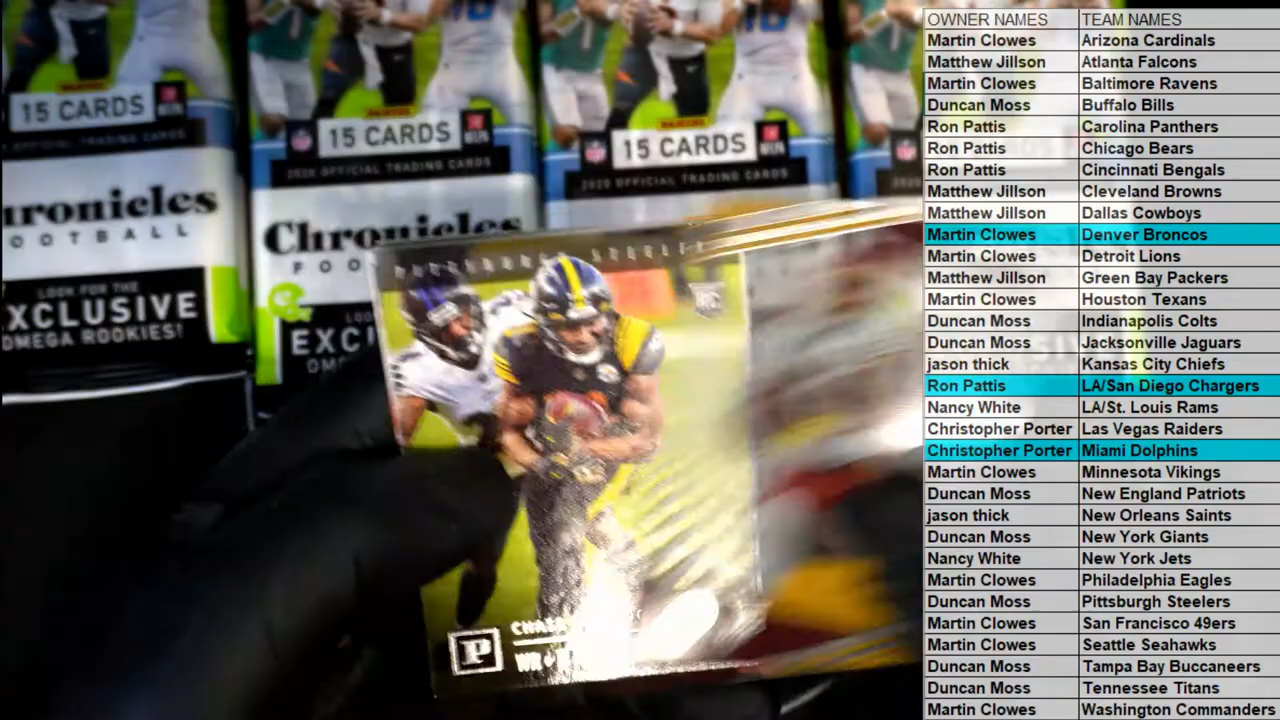 15 CARDS
ronicles
OOTBALL
LOOK FOR THE
XCLUSIVE
OMEGA ROOKIES!
15 CARDS
2020 OFFICIAL TRADING CARDS
Chronicles
FOO
EXC
15 CARDS
2020 OFFICIAL TRADING CARDS
2020
RC
P
WR
OWNER NAMES TEAM NAMES
Martin Clowes Arizona Cardinals
Matthew Jillson Atlanta Falcons
Martin Clowes Baltimore Ravens
Duncan Moss Buffalo Bills
Ron Pattis Carolina Panthers
Ron Pattis Chicago Bears
Ron Pattis Cincinnati Bengals
Matthew Jillson Cleveland Browns
Matthew Jillson Dallas Cowboys
Martin Clowes Denver Broncos
Martin Clowes Detroit Lions
Matthew Jillson Green Bay Packers
Martin Clowes Houston Texans
Duncan Moss Indianapolis Colts
Duncan Moss Jacksonville Jaguars
jason thick Kansas City Chiefs
Ron Pattis LA/San Diego Chargers
Nancy White LA/St. Louis Rams
Christopher Porter Las Vegas Raiders
Christopher Porter Miami Dolphins
Martin Clowes Minnesota Vikings
Duncan Moss New England Patriots
jason thick New Orleans Saints
Duncan Moss New York Giants
Nancy White New York Jets
Martin Clowes Philadelphia Eagles
Duncan Moss Pittsburgh Steelers
Martin Clowes San Francisco 49ers
Martin Clowes Seattle Seahawks
Duncan Moss Tampa Bay Buccaneers
Duncan Moss Tennessee Titans
Martin Clowes Washington Commanders